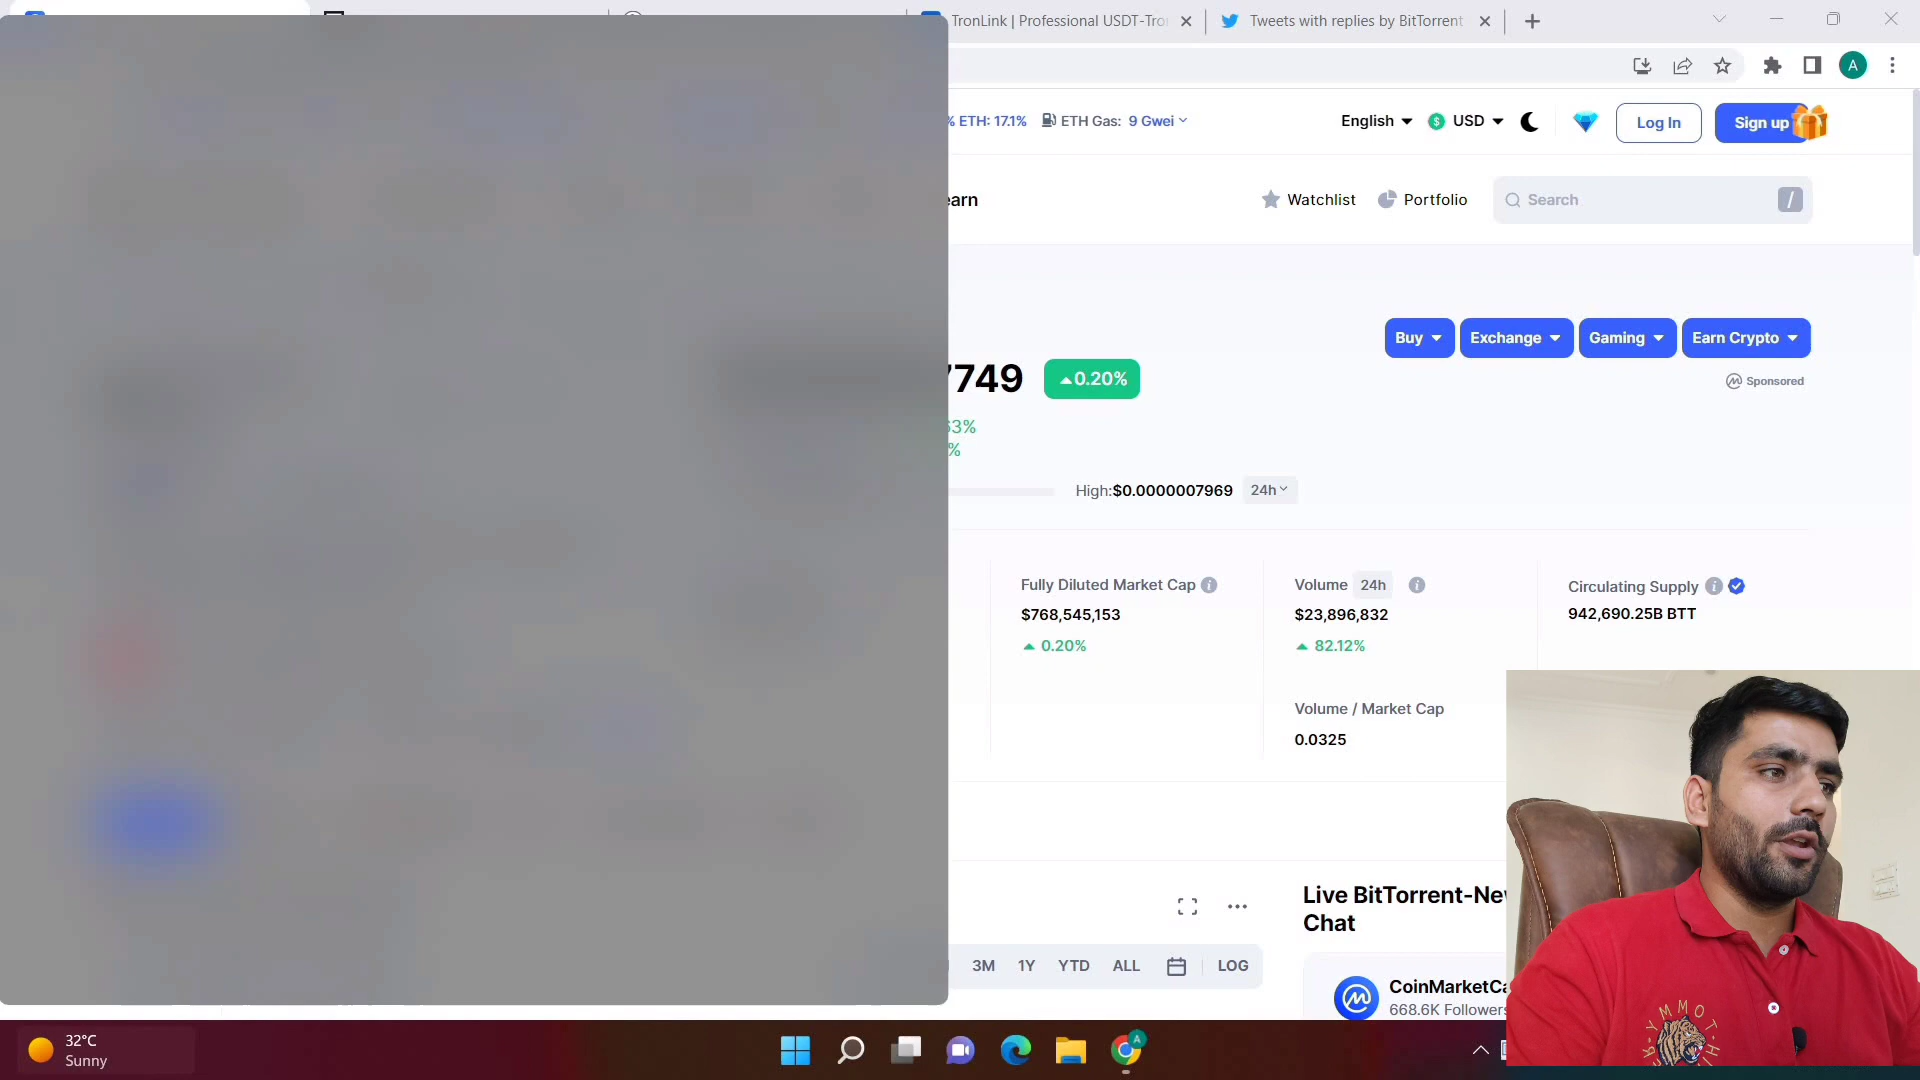 TronLink | Professional USDT-Tro
Tweets with replies by BitTorrent
A
% ETH: 17.1% ETH Gas: 9 Gwei
English
USD
Log In
Sign up
earn
Watchlist
Portfolio
Search
/
Buy
Exchange
Gaming
Earn Crypto
7749
0.20%
Sponsored
63%
%
High:$0.0000007969
24h
Fully Diluted Market Cap
$768,545,153
0.20%
Volume 24h
$23,896,832
82.12%
Volume / Market Cap
0.0325
Circulating Supply
942,690.25B BTT
Live BitTorrent-New
Chat
3M 1Y YTD ALL LOG
CoinMarketCa
668.6K Followers
32°C
Sunny
A